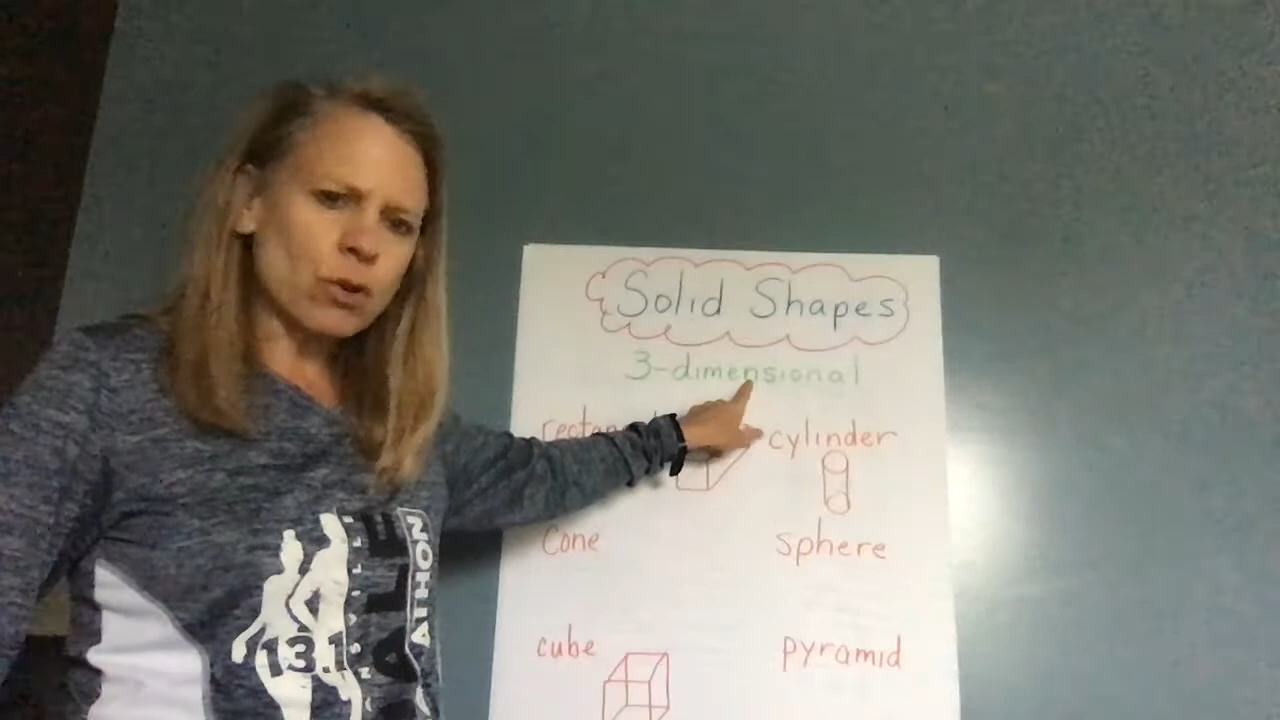 Solid Shapes
3-dimensional
cylinder
Cone
sphere
cube
pyramid
13.1